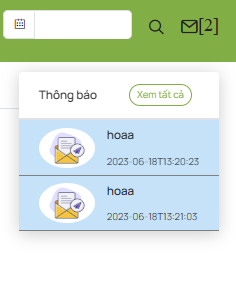 [2]
Thông báo
Xem tất cả
hoaa
2023-06-18T13:20:23
hoaa
2023-06-18T13:21:03